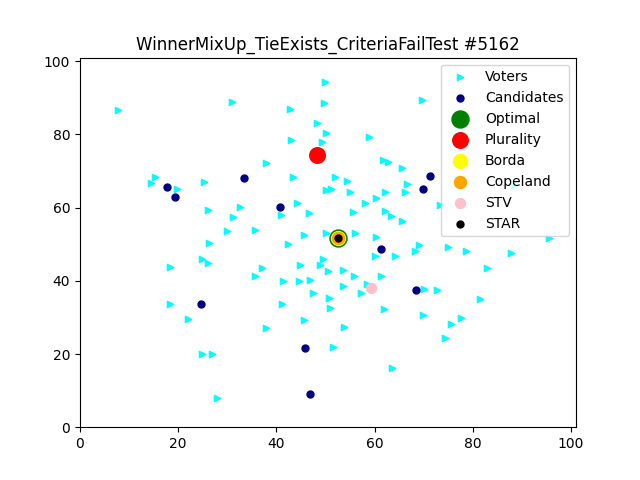 WinnerMixUp_TieExists_CriteriaFailTest #5162
100
80
60
40
20
0
0 20 40 60 80 100
Voters
Candidates
Optimal
Plurality
Borda
Copeland
STV
STAR